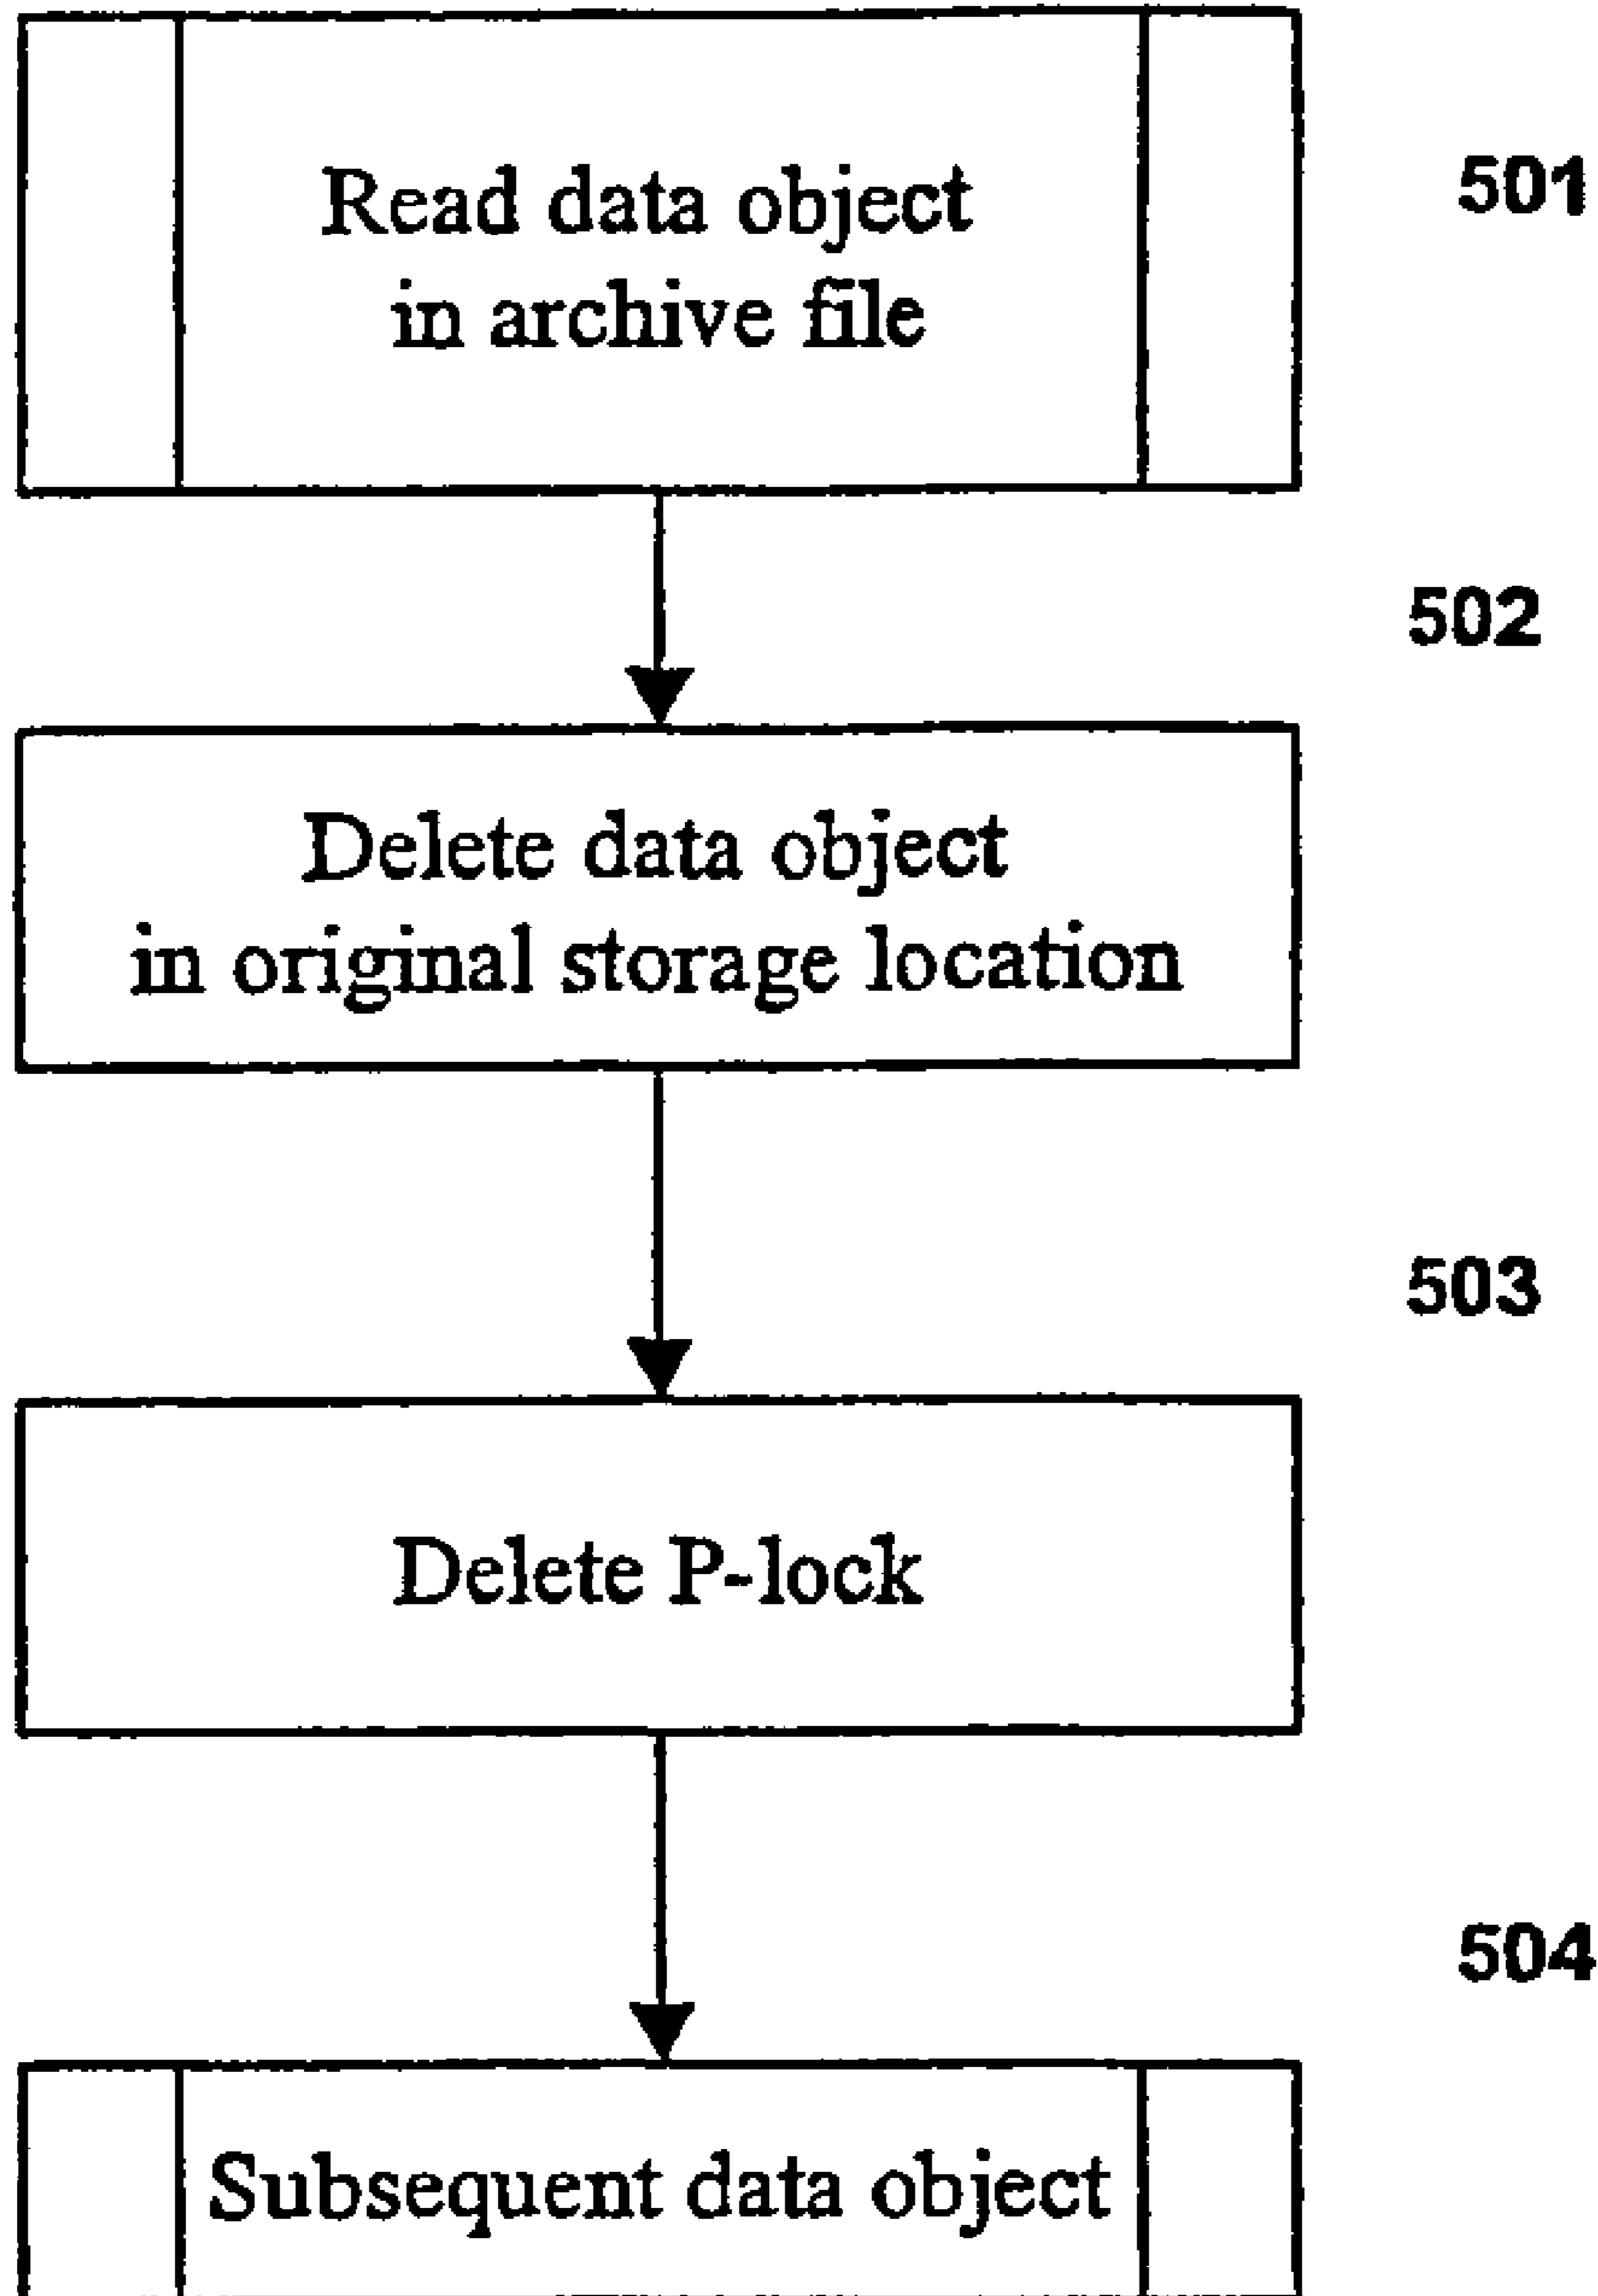 Read data object
in archive file
501
502
Delete data object
in original storage location
503
Delete P-lock
504
Subsequent data object